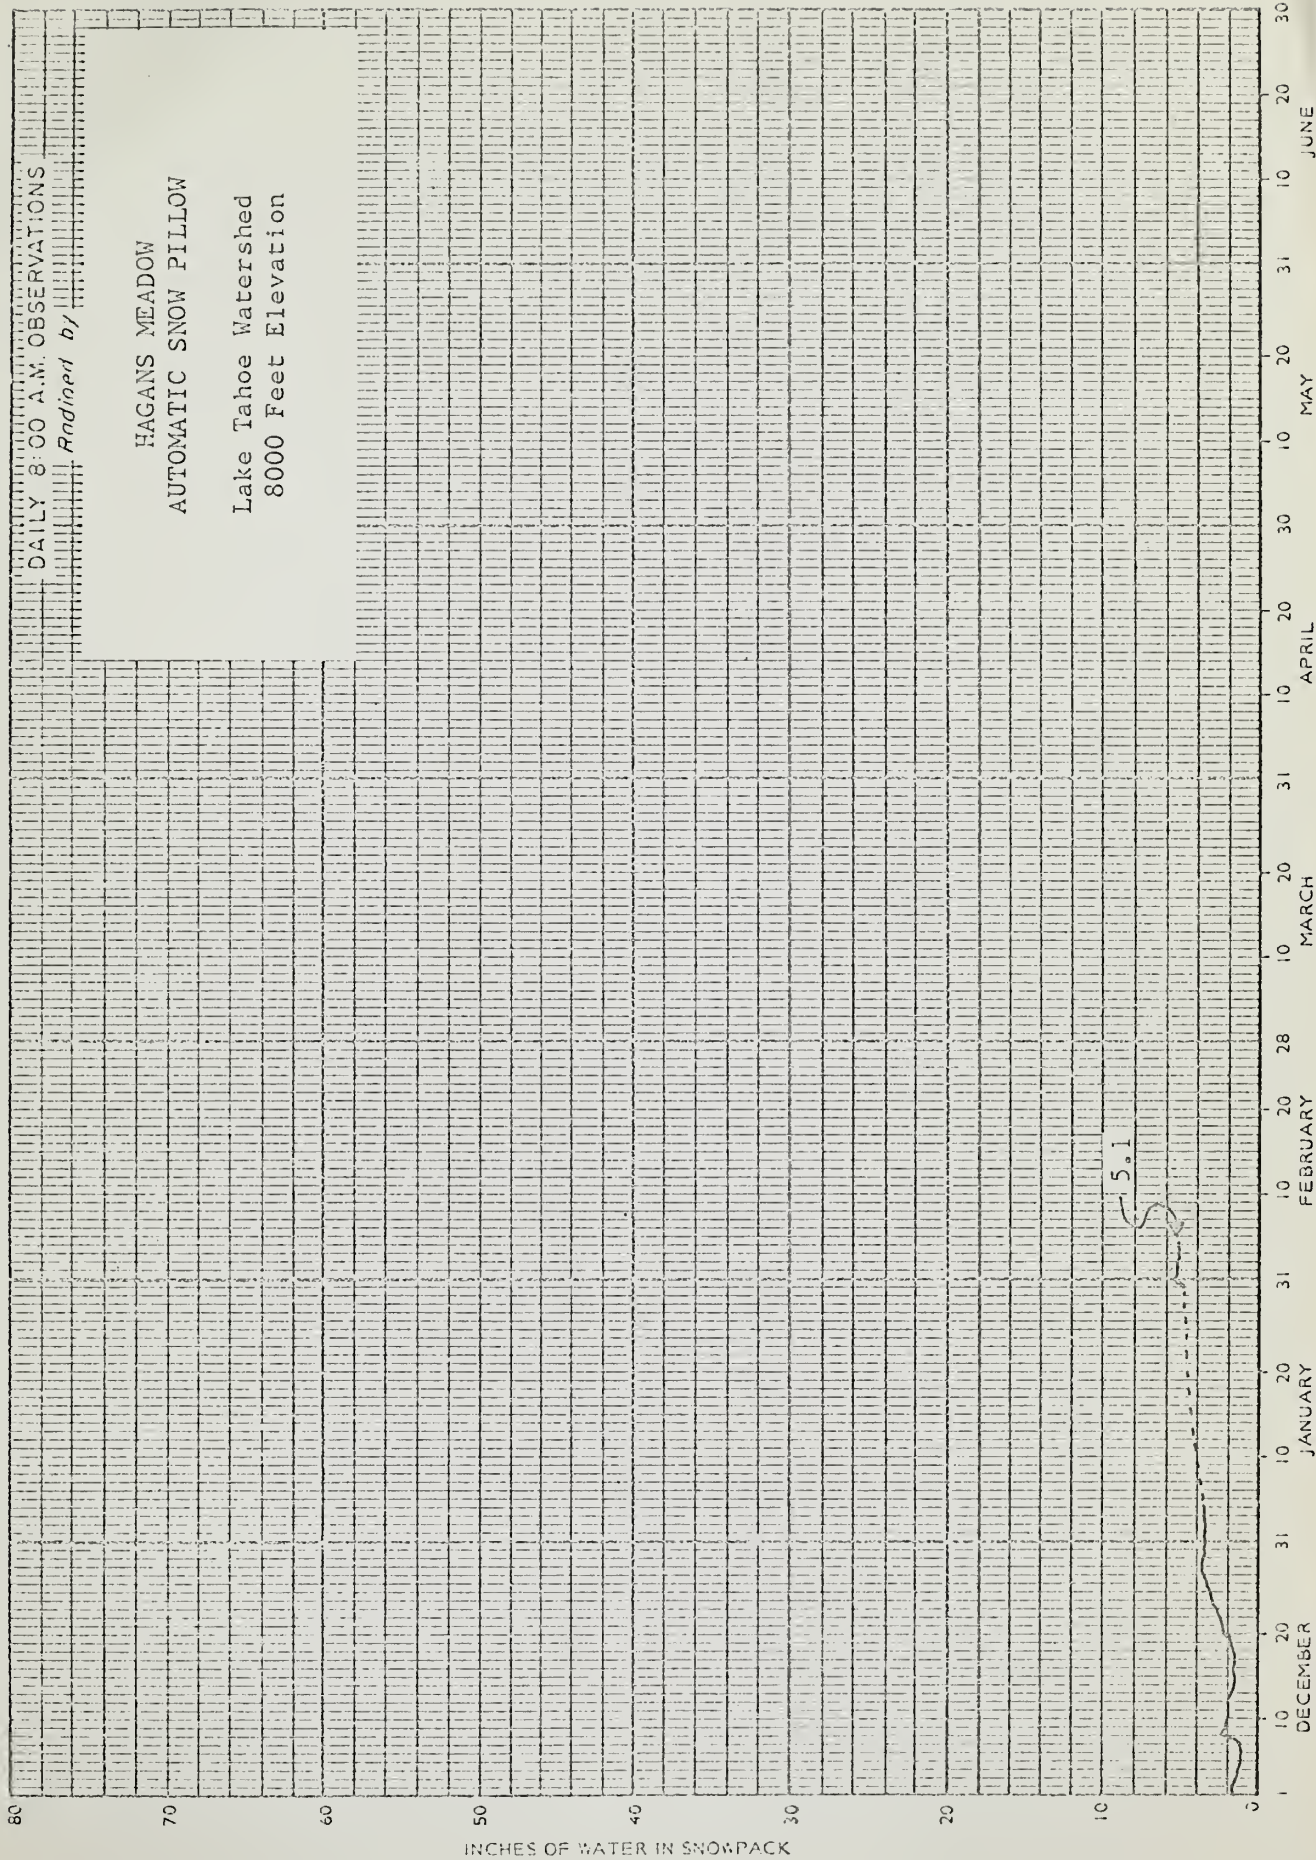 DAILY 8:00 A.M. OBSERVATIONS
Radioed by
HAGANS MEADOW
AUTOMATIC SNOW PILLOW
Lake Tahoe Watershed
8000 Feet Elevation
INCHES OF WATER IN SNOWPACK
80
70
60
50
40
30
20
10
0
5.1
1 10 20 31 10 20 31 10 20 28 10 20 31 10 20 30 10 20 31 10 20 30
DECEMBER JANUARY FEBRUARY MARCH APRIL MAY JUNE